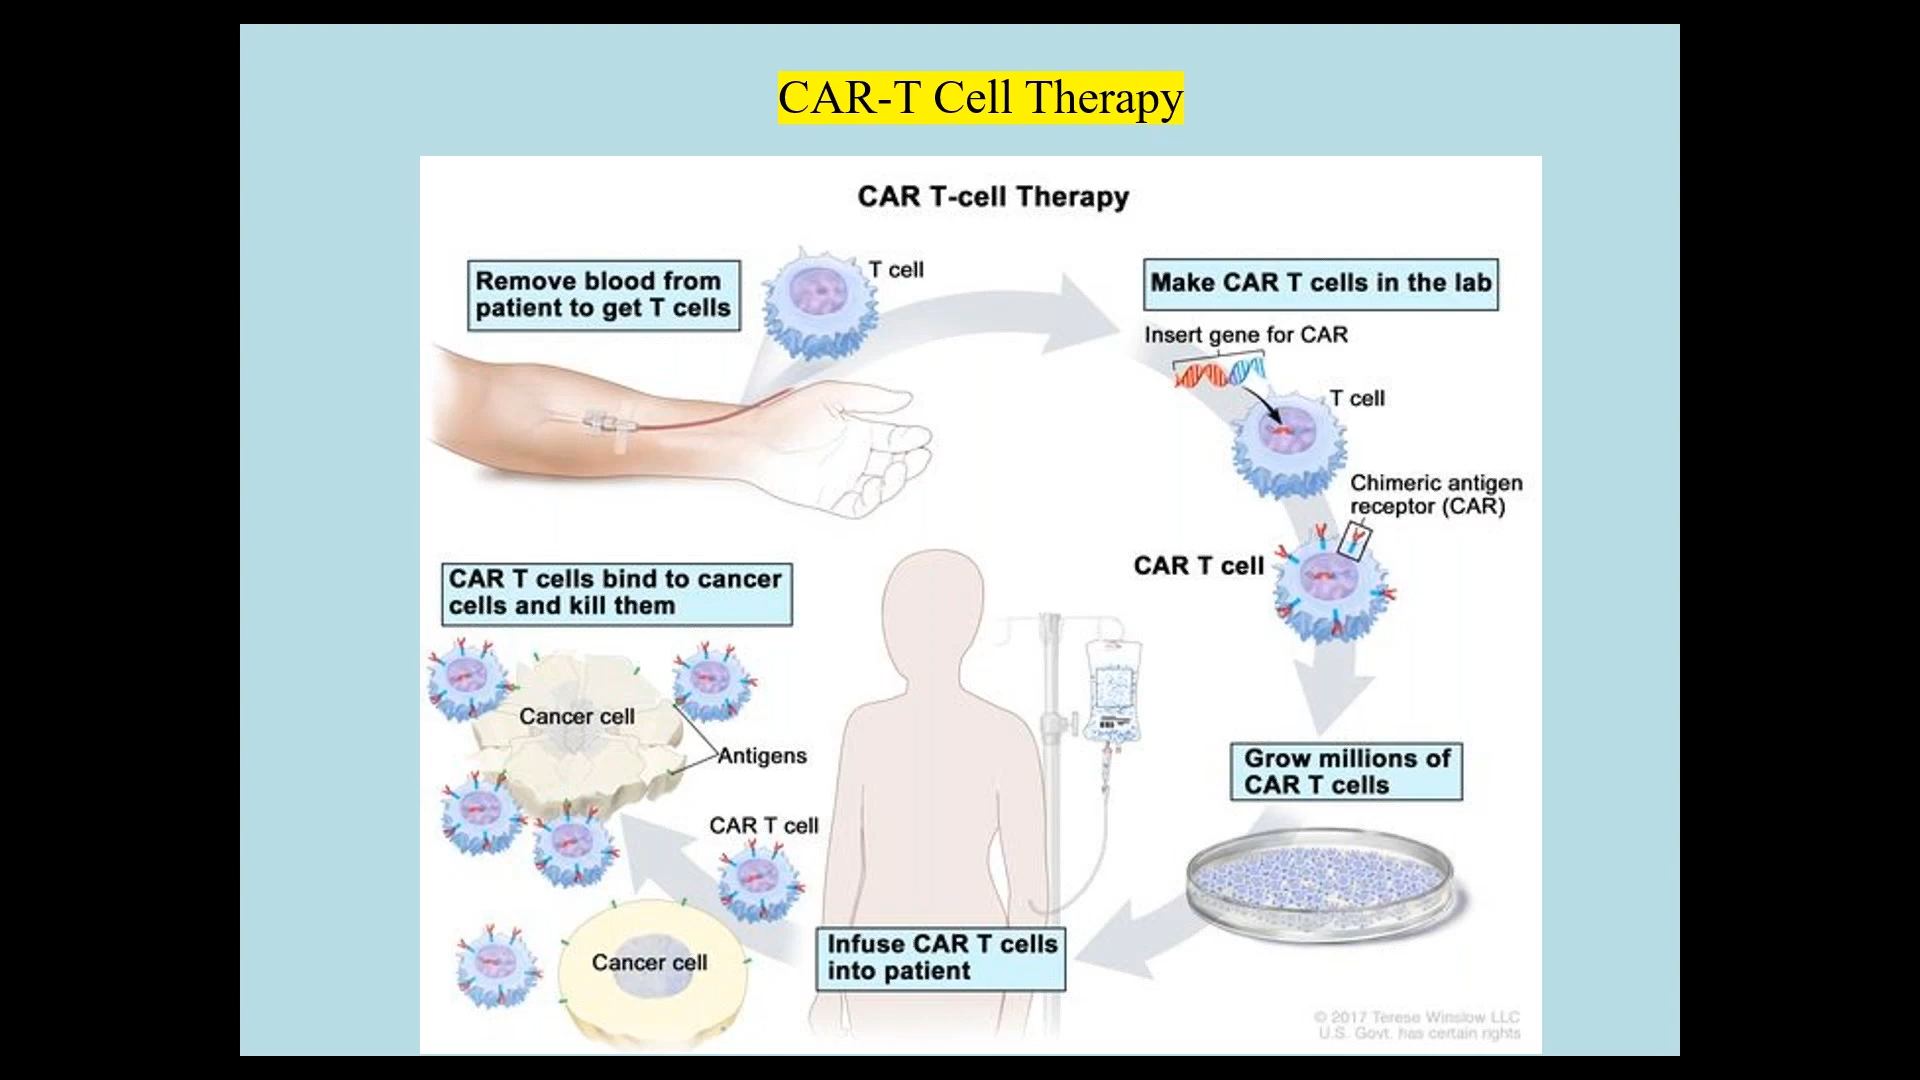 CAR-T Cell Therapy
CAR T-cell Therapy
Remove blood from
patient to get T cells
T cell
Make CAR T cells in the lab
Insert gene for CAR
T cell
Chimeric antigen
receptor (CAR)
CAR T cell
Grow millions of
CAR T cells
Infuse CAR T cells
into patient
CAR T cells bind to cancer
cells and kill them
Cancer cell
Antigens
CAR T cell
Cancer cell
© 2017 Terese Winslow LLC
U.S. Govt. has certain rights